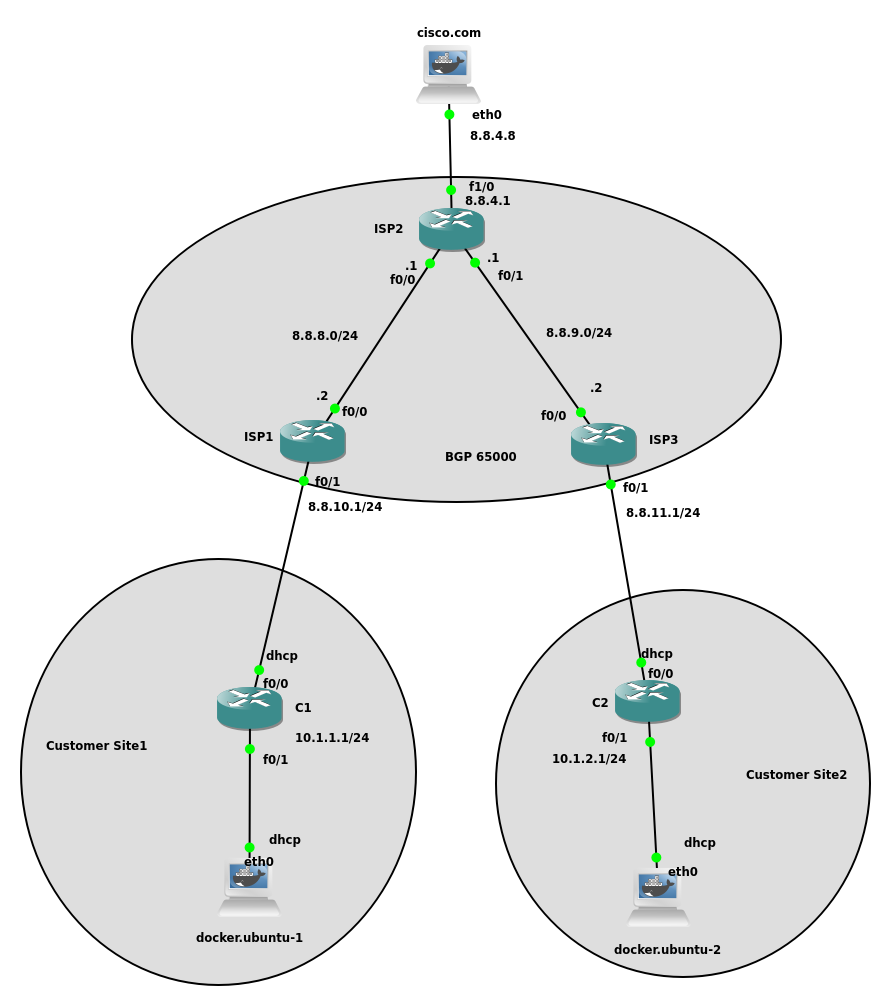 cisco.com
eth0
8.8.4.8
f1/0
8.8.4.1
ISP2
.1
f0/0
.1
f0/1
8.8.8.0/24
8.8.9.0/24
.2
f0/0
.2
f0/0
ISP1
ISP3
BGP 65000
f0/1
8.8.10.1/24
f0/1
8.8.11.1/24
dhcp
f0/0
C1
10.1.1.1/24
Customer Site1
f0/1
dhcp
eth0
docker.ubuntu-1
dhcp
f0/0
C2
f0/1
10.1.2.1/24
Customer Site2
dhcp
eth0
docker.ubuntu-2